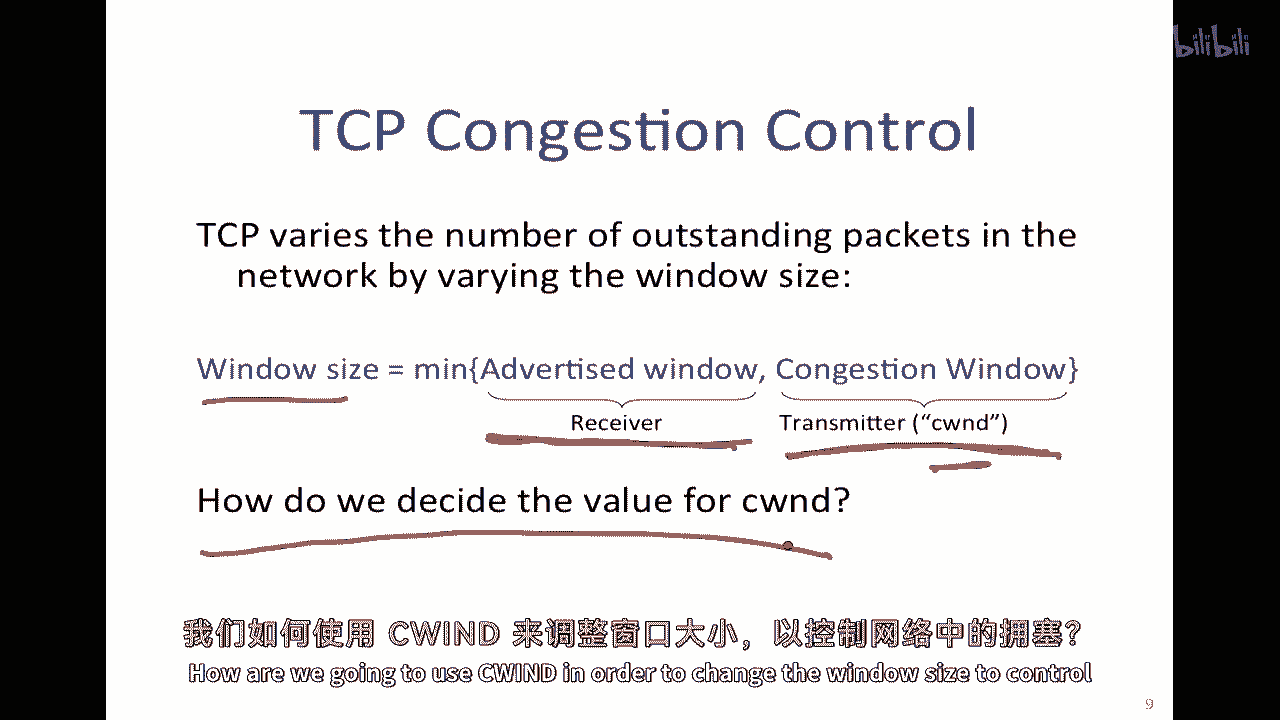 bilibili
TCP Congestion Control
TCP varies the number of outstanding packets in the
network by varying the window size:
Window size = min{Advertised window, Congestion Window}
Receiver
Transmitter (“cwnd”)
How do we decide the value for cwnd?
我们如何使用 CWIND 来调整窗口大小，以控制网络中的拥塞？
How are we going to use CWIND in order to change the window size to control
9